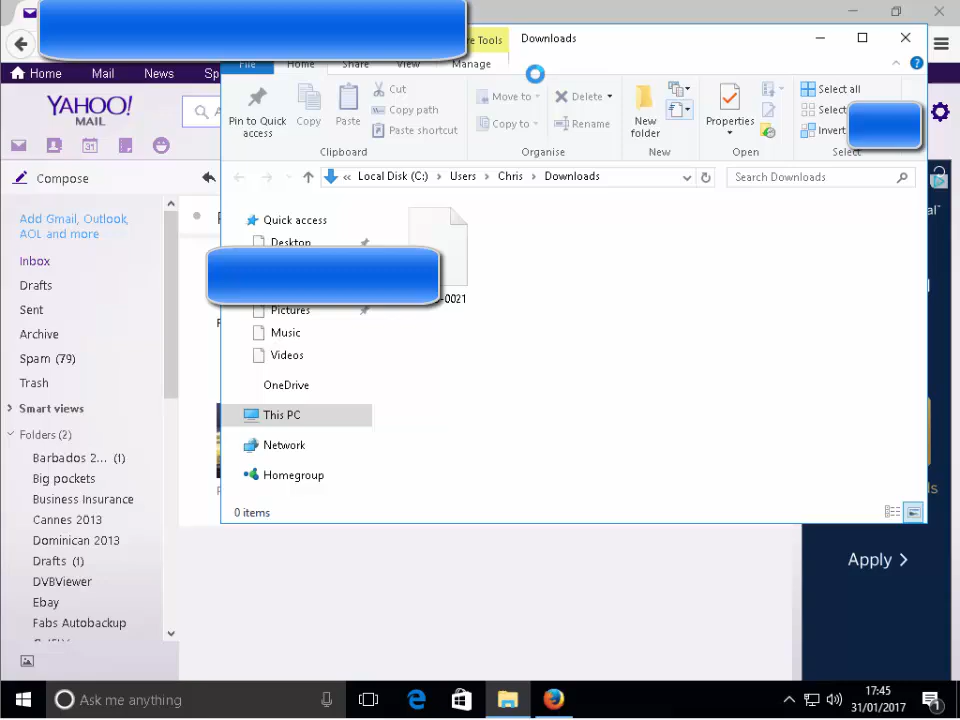 re Tools
Downloads
File
Home
Share
View
Manage
Home
Mail
News
Sp
YAHOO!
MAIL
Pin to Quick access
Copy
Paste
Cut
Copy path
Paste shortcut
Move to
Copy to
Delete
Rename
New folder
Properties
Select all
Select
Invert
Clipboard
Organise
New
Open
Select
Compose
Local Disk (C:)
Users
Chris
Downloads
Search Downloads
Add Gmail, Outlook,
AOL and more
Inbox
Drafts
Sent
Archive
Spam (79)
Trash
Smart views
Folders (2)
Barbados 2... (1)
Big pockets
Business Insurance
Cannes 2013
Dominican 2013
Drafts (1)
DVBViewer
Ebay
Fabs Autobackup
Quick access
Desktop
-0021
Pictures
Music
Videos
OneDrive
This PC
Network
Homegroup
0 items
Apply
Ask me anything
17:45
31/01/2017
1